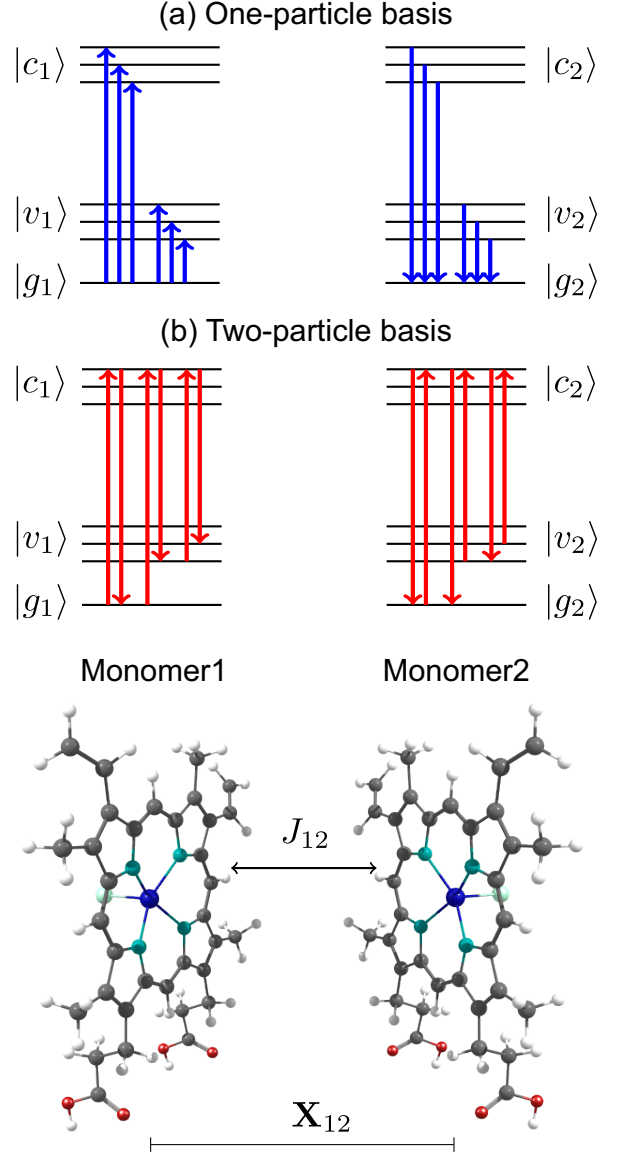 (a) One-particle basis
|c₁⟩ |c₂⟩
|v₁⟩ |v₂⟩
|g₁⟩ |g₂⟩
(b) Two-particle basis
|c₁⟩ |c₂⟩
|v₁⟩ |v₂⟩
|g₁⟩ |g₂⟩
Monomer1 Monomer2
J₁₂
X₁₂